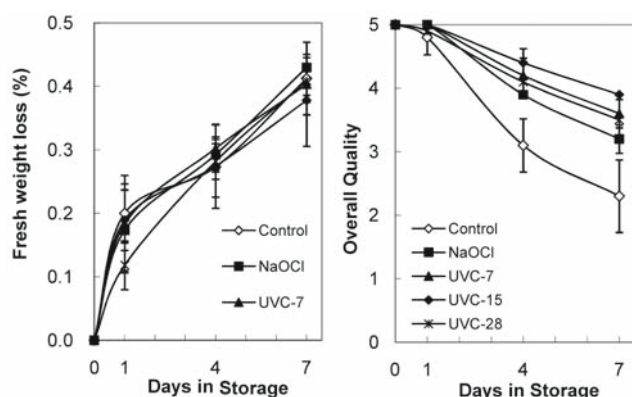 Fresh weight loss (%)
0.5
0.4
0.3
0.2
0.1
0.0
Control
NaOCl
UVC-7
0 1 4 7
Days in Storage
Overall Quality
5
4
3
2
1
0
Control
NaOCl
UVC-7
UVC-15
UVC-28
0 1 4 7
Days in Storage